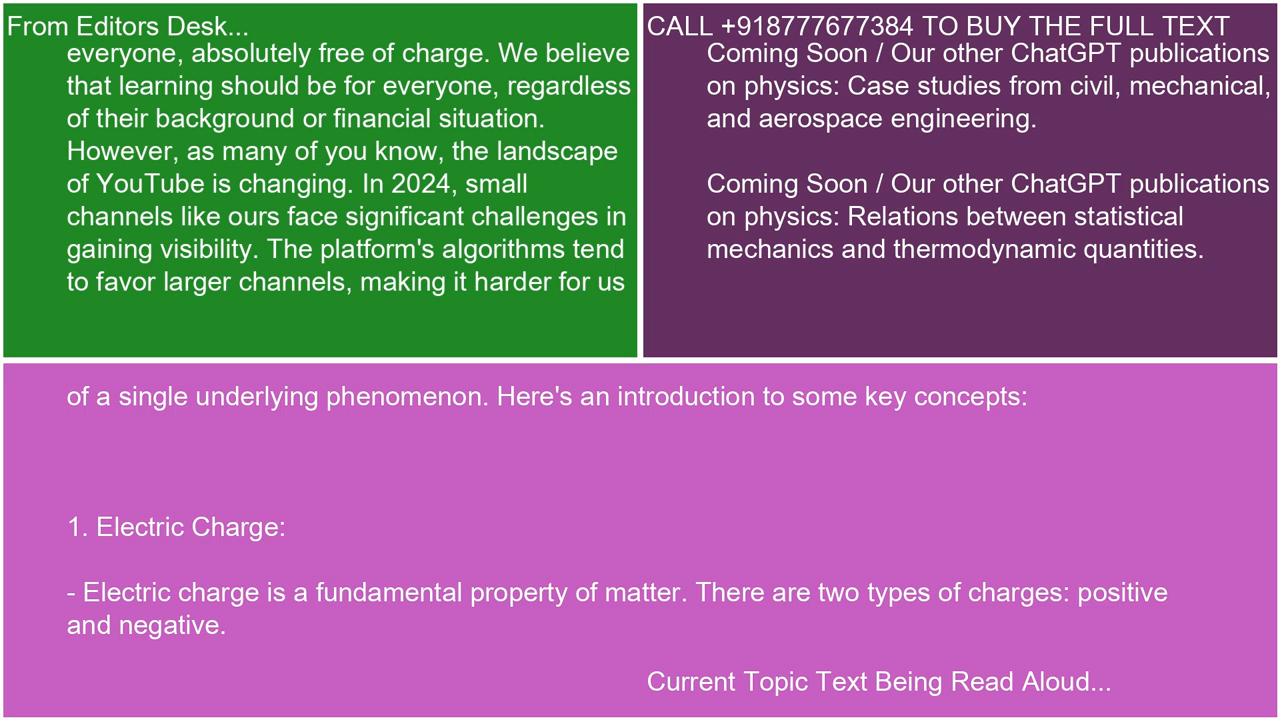 From Editors Desk...
everyone, absolutely free of charge. We believe
that learning should be for everyone, regardless
of their background or financial situation.
However, as many of you know, the landscape
of YouTube is changing. In 2024, small
channels like ours face significant challenges in
gaining visibility. The platform's algorithms tend
to favor larger channels, making it harder for us
CALL +918777677384 TO BUY THE FULL TEXT
Coming Soon / Our other ChatGPT publications
on physics: Case studies from civil, mechanical,
and aerospace engineering.
Coming Soon / Our other ChatGPT publications
on physics: Relations between statistical
mechanics and thermodynamic quantities.
of a single underlying phenomenon. Here's an introduction to some key concepts:
1. Electric Charge:
- Electric charge is a fundamental property of matter. There are two types of charges: positive
and negative.
Current Topic Text Being Read Aloud...